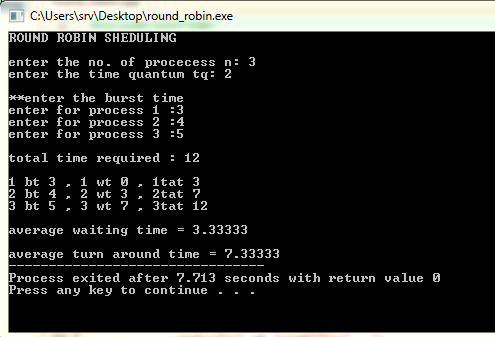 C:\Users\srv\Desktop\round_robin.exe
ROUND ROBIN SHEDULING
enter the no. of procecess n: 3
enter the time quantum tq: 2
**enter the burst time
enter for process 1 :3
enter for process 2 :4
enter for process 3 :5
total time required : 12
1 bt 3 , 1 wt 0 , 1tat 3
2 bt 4 , 2 wt 3 , 2tat 7
3 bt 5 , 3 wt 7 , 3tat 12
average waiting time = 3.33333
average turn around time = 7.33333
--------------------------------
Process exited after 7.713 seconds with return value 0
Press any key to continue . . .